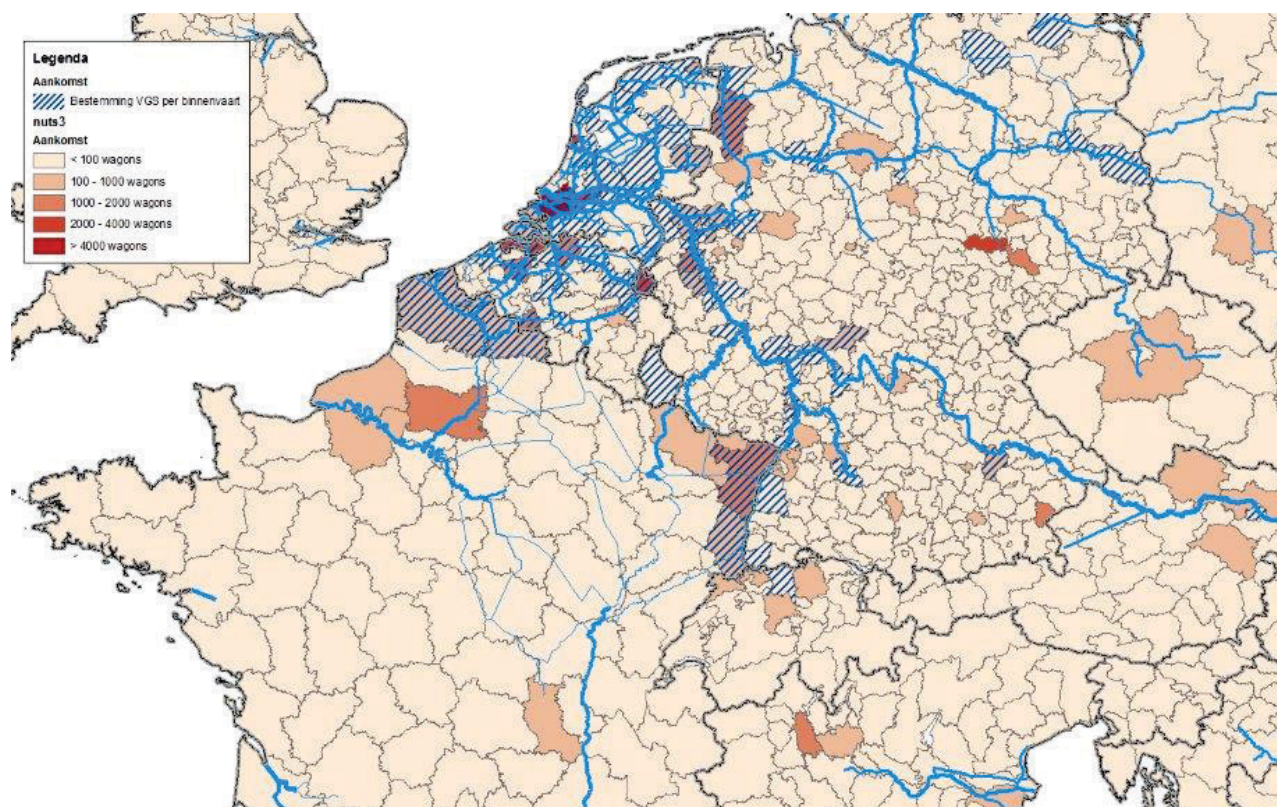 Legenda
Aankomst
Bestemming VGS per binnenvaart
nuts3
Aankomst
< 100 wagons
100 - 1000 wagons
1000 - 2000 wagons
2000 - 4000 wagons
> 4000 wagons